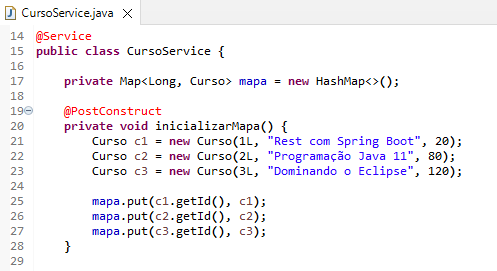 CursoService.java
14 @Service
15 public class CursoService {
16
17 private Map<Long, Curso> mapa = new HashMap<>();
18
19 @PostConstruct
20 private void inicializarMapa() {
21 Curso c1 = new Curso(1L, "Rest com Spring Boot", 20);
22 Curso c2 = new Curso(2L, "Programação Java 11", 80);
23 Curso c3 = new Curso(3L, "Dominando o Eclipse", 120);
24
25 mapa.put(c1.getId(), c1);
26 mapa.put(c2.getId(), c2);
27 mapa.put(c3.getId(), c3);
28 }
29